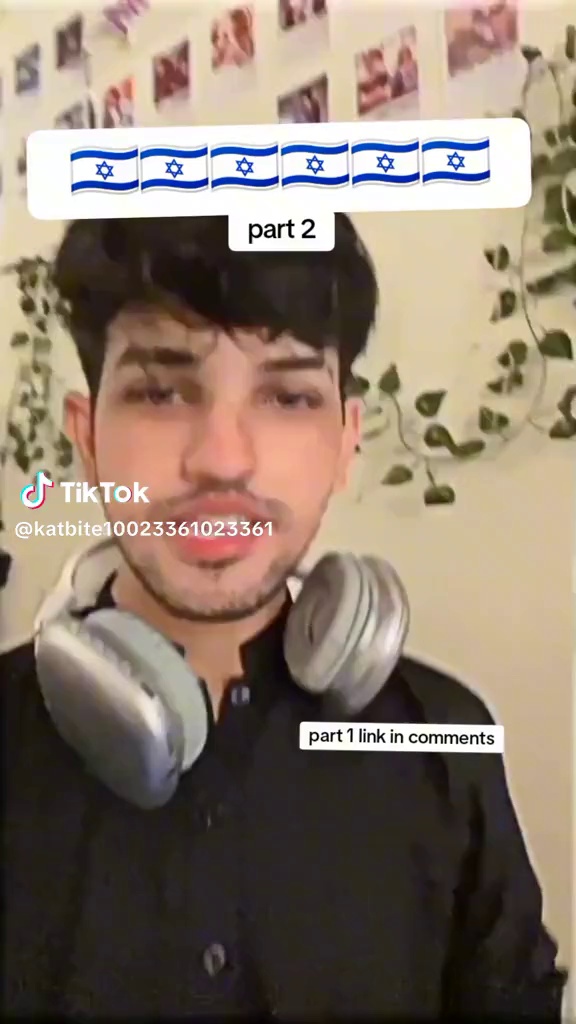 🇮🇱🇮🇱🇮🇱🇮🇱🇮🇱🇮🇱
part 2
TikTok
@katbite10023361023361
part 1 link in comments